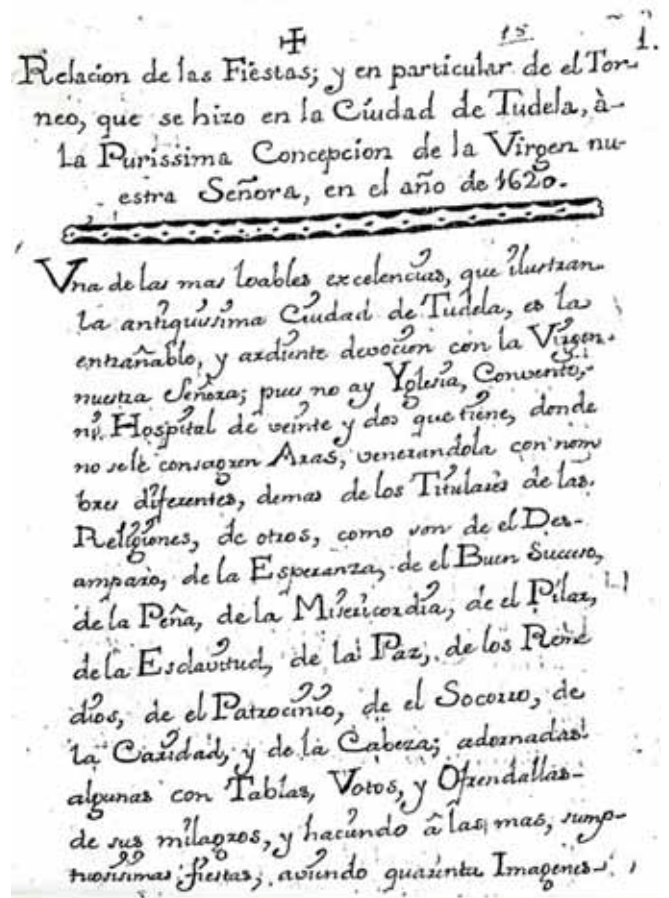 15 1.
Relacion de las Fiestas; y en particular de el Tor-
neo, que se hizo en la Ciudad de Tudela, à
la Purissima Concepcion de la Virgen nu-
estra Señora, en el año de 1620.
Vna de las mas loables excelencias, que ilustran
la antiquissima Ciudad de Tudela, es la
entrañable, y ardiente devocion con la Virgen
nuestra Señora; pues no ay Yglesia, Convento,
ni Hospital de veinte y dos que tiene, donde
no se le consagren Aras, venerandola con nom
bres diferentes, demas de los Titulares de las
Religiones, de otros, como son de el Des-
amparo, de la Esperanza, de el Buen Suceso,
de la Peña, de la Misericordia, de el Pilar,
de la Esclavitud, de la Paz, de los Reme
dios, de el Patrocinio, de el Socorro, de
la Caridad, y de la Cabeza; adornadas
algunas con Tablas, Votos, y Ofrendallas
de sus milagros, y haciendo â las mas, sump-
tuosissimas fiestas; aviendo quarenta Imagenes